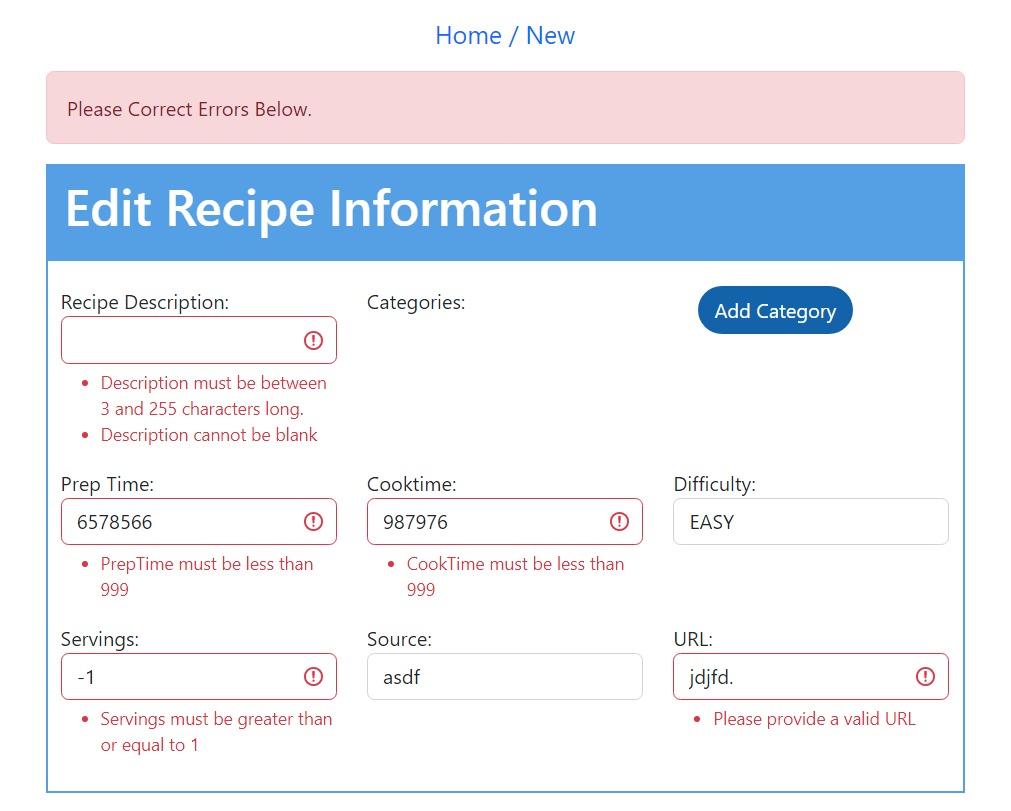 Home / New
Please Correct Errors Below.
Edit Recipe Information
Recipe Description:
Categories:
Add Category
Description must be between
3 and 255 characters long.
Description cannot be blank
Prep Time:
Cooktime:
Difficulty:
6578566
987976
EASY
PrepTime must be less than
999
CookTime must be less than
999
Servings:
Source:
URL:
-1
asdf
jdjfd.
Servings must be greater than
or equal to 1
Please provide a valid URL